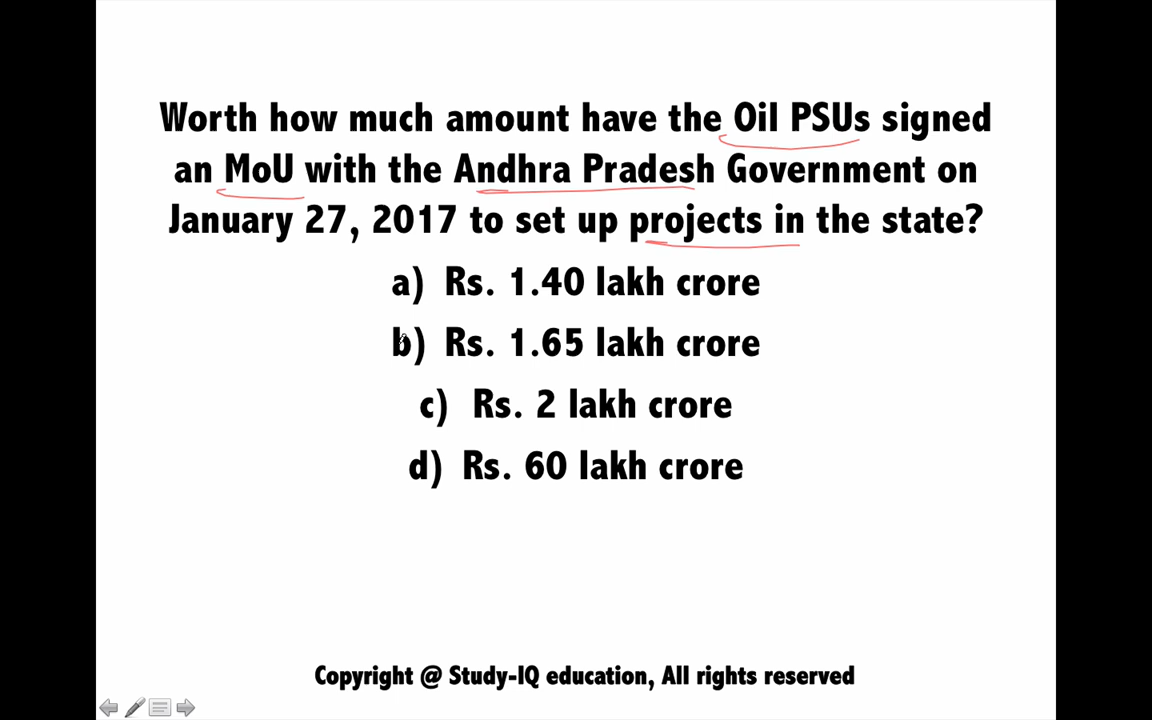 Worth how much amount have the Oil PSUs signed
an MoU with the Andhra Pradesh Government on
January 27, 2017 to set up projects in the state?
a) Rs. 1.40 lakh crore
b) Rs. 1.65 lakh crore
c) Rs. 2 lakh crore
d) Rs. 60 lakh crore
Copyright @ Study-IQ education, All rights reserved